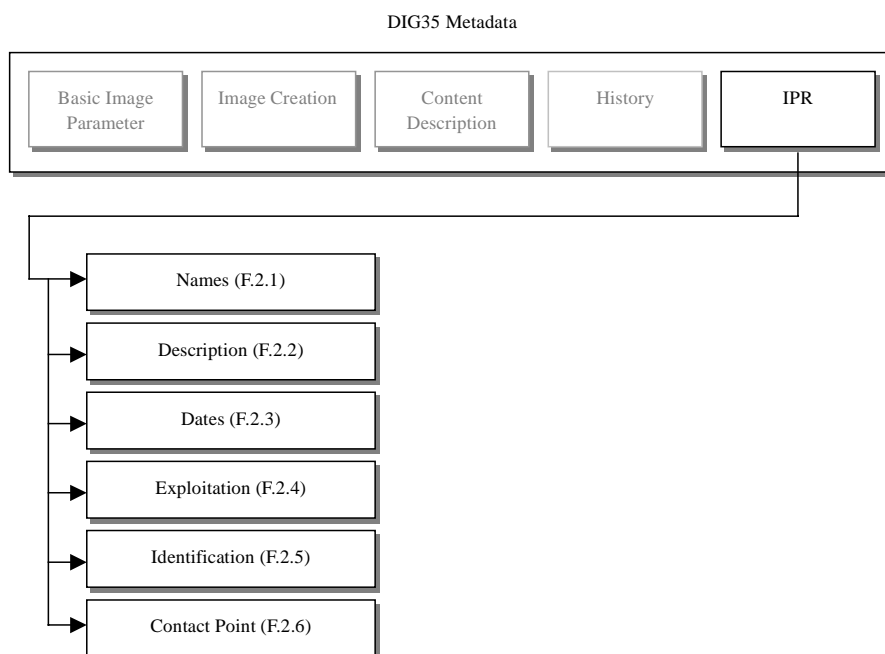 DIG35 Metadata
Basic Image
Parameter
Image Creation
Content
Description
History
IPR
Names (F.2.1)
Description (F.2.2)
Dates (F.2.3)
Exploitation (F.2.4)
Identification (F.2.5)
Contact Point (F.2.6)